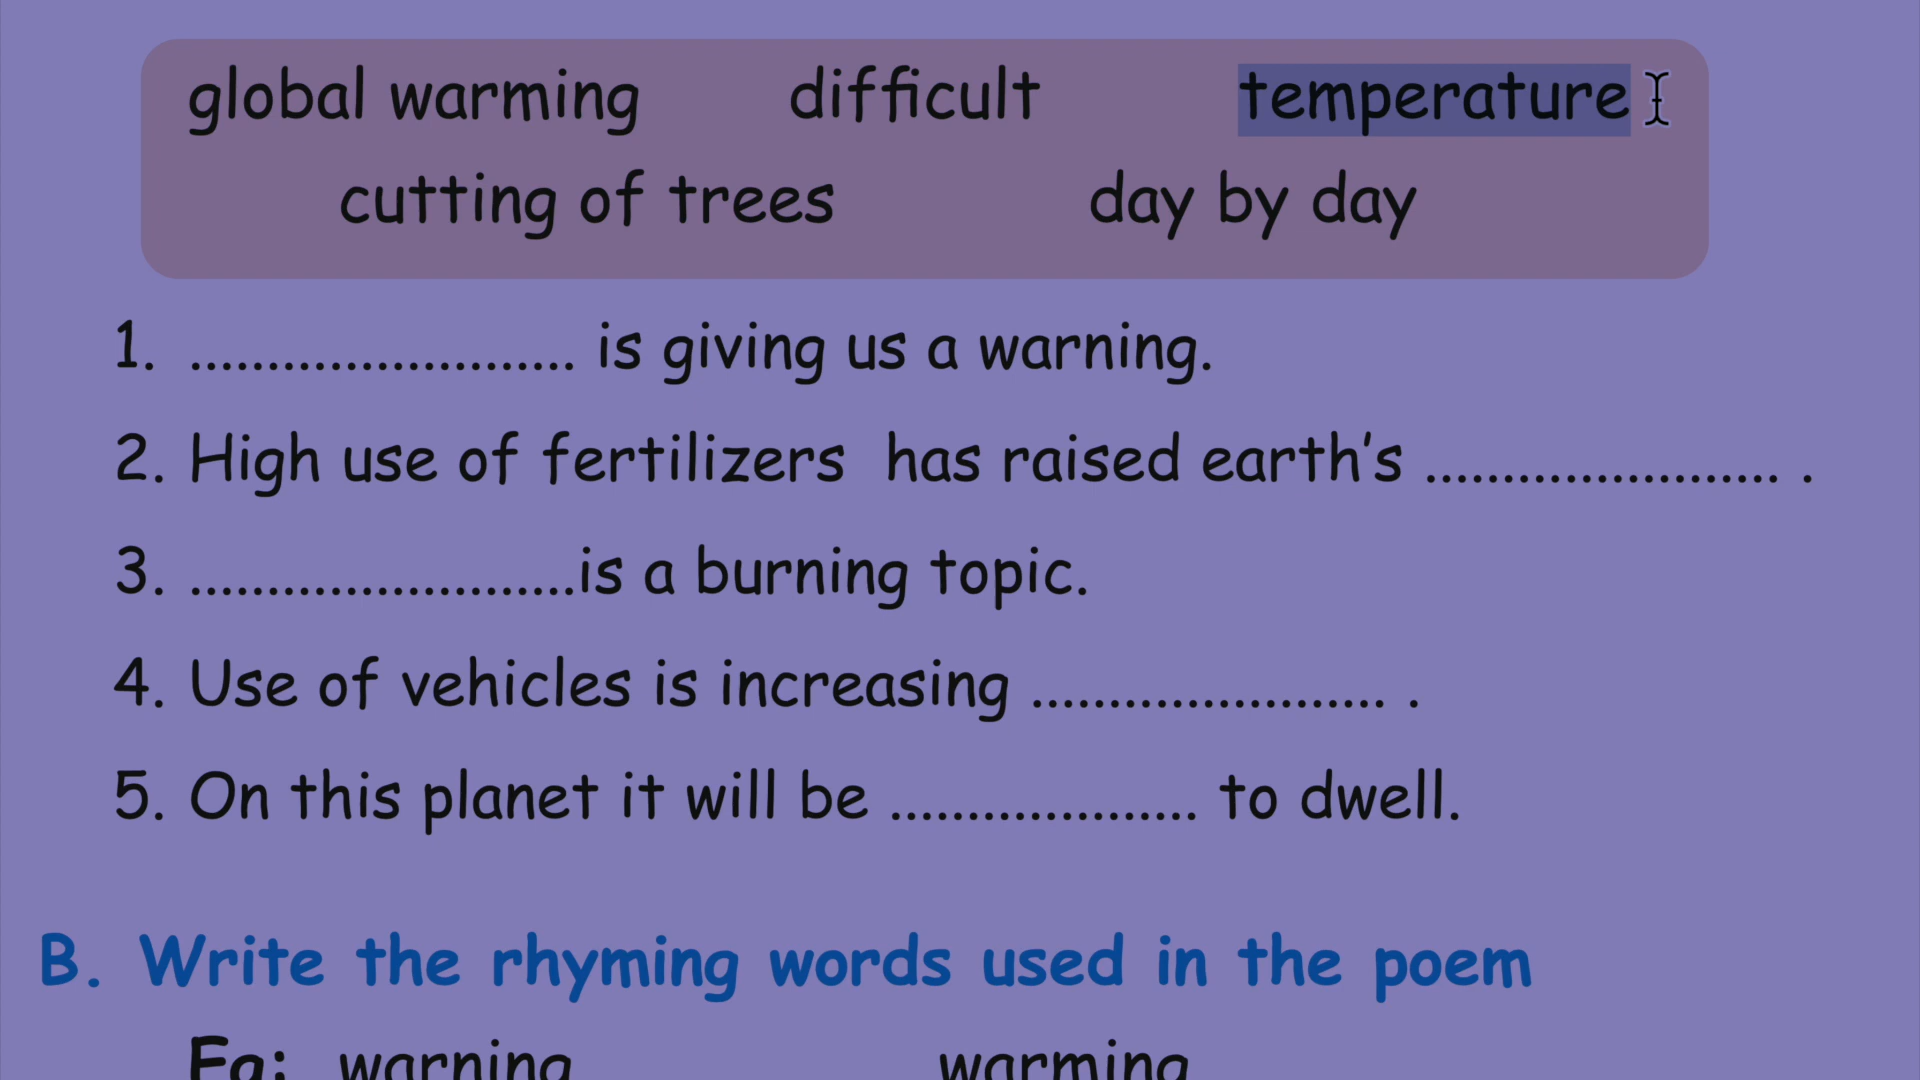 global warming difficult temperature
cutting of trees day by day
1. ......................... is giving us a warning.
2. High use of fertilizers has raised earth's ....................... .
3. .........................is a burning topic.
4. Use of vehicles is increasing ....................... .
5. On this planet it will be .................... to dwell.
B. Write the rhyming words used in the poem
Eg: warning warming